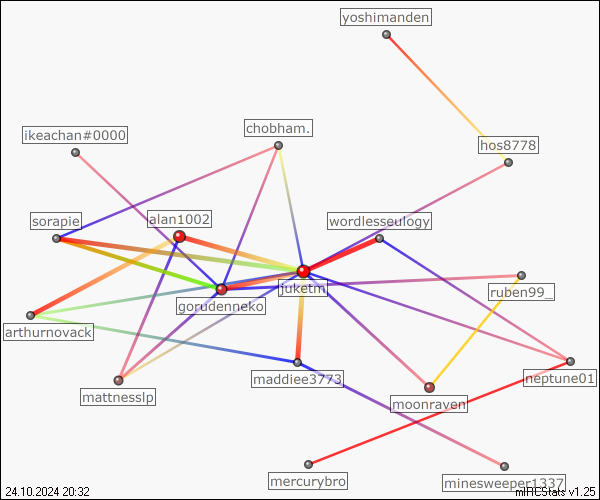 yoshimanden
chobham.
ikeachan#0000
hos8778
alan1002
sorapie
wordlesseulogy
gorudenneko
juketm
ruben99_
arthurnovack
maddiee3773
neptune01
mattnesslp
moonraven
mercurybro
minesweeper1337
24.10.2024 20:32
mIRCStats v1.25